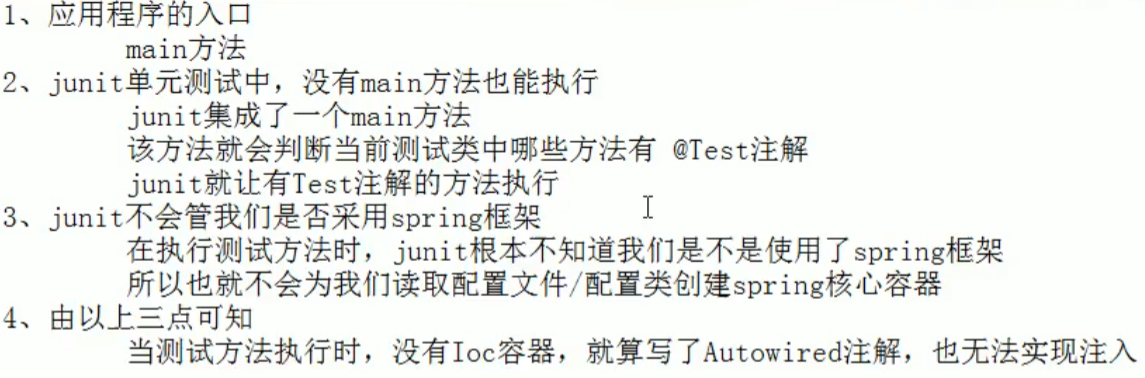 1、应用程序的入口
main方法
2、junit单元测试中，没有main方法也能执行
junit集成了一个main方法
该方法就会判断当前测试类中哪些方法有 @Test注解
junit就让有Test注解的方法执行
3、junit不会管我们是否采用spring框架
在执行测试方法时，junit根本不知道我们是不是使用了spring框架
所以也就不会为我们读取配置文件/配置类创建spring核心容器
4、由以上三点可知
当测试方法执行时，没有Ioc容器，就算写了Autowired注解，也无法实现注入